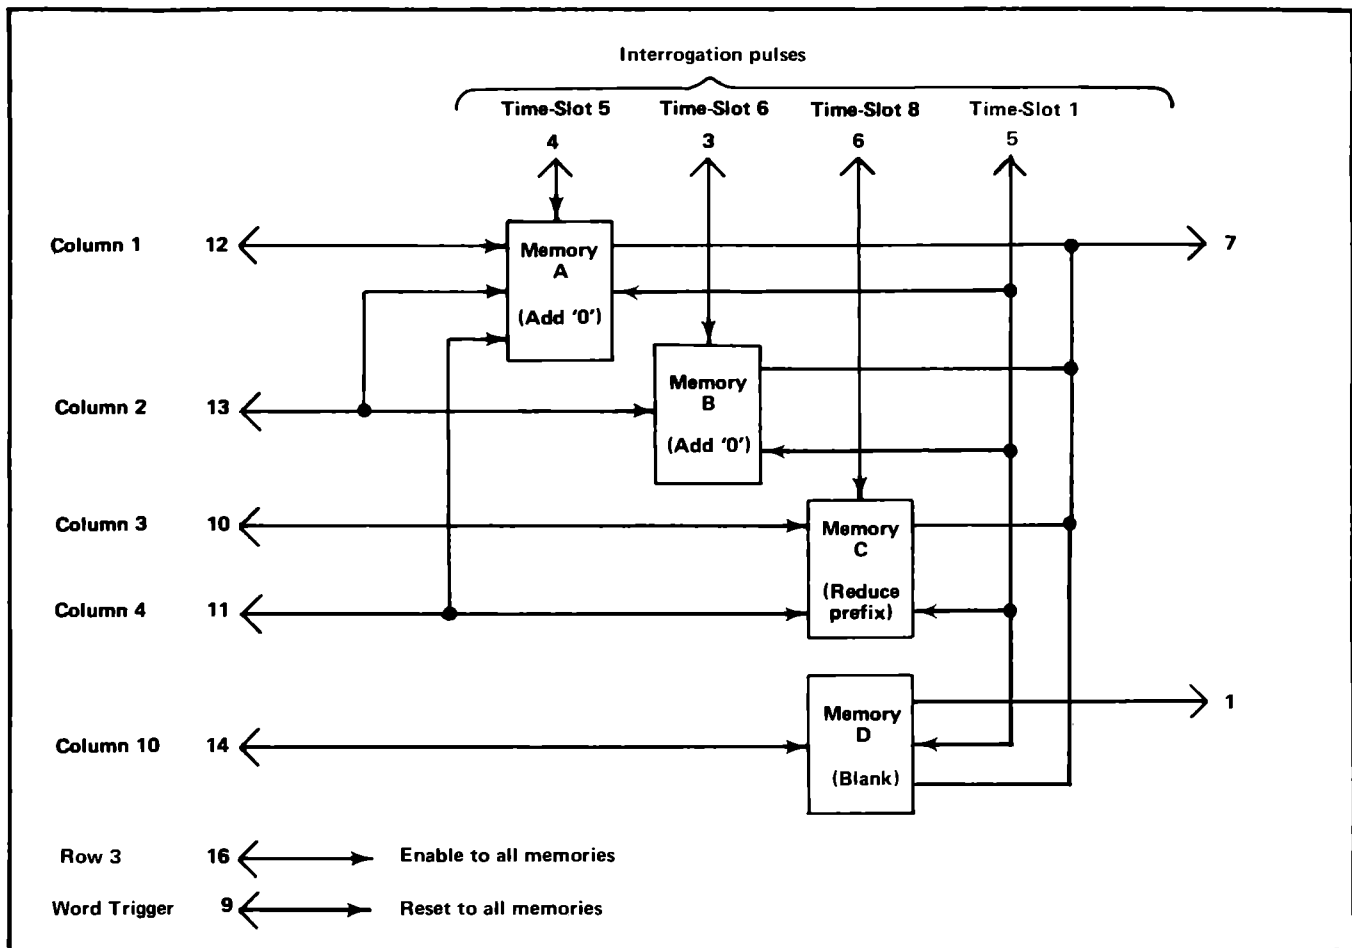 Interrogation pulses
Time-Slot 5 Time-Slot 6 Time-Slot 8 Time-Slot 1
4 3 6 5
Column 1 12
7
Memory
A
(Add '0')
Column 2 13
Memory
B
(Add '0')
Column 3 10
Memory
C
(Reduce
prefix)
Column 4 11
1
Memory
D
(Blank)
Column 10 14
Row 3 16 Enable to all memories
Word Trigger 9 Reset to all memories